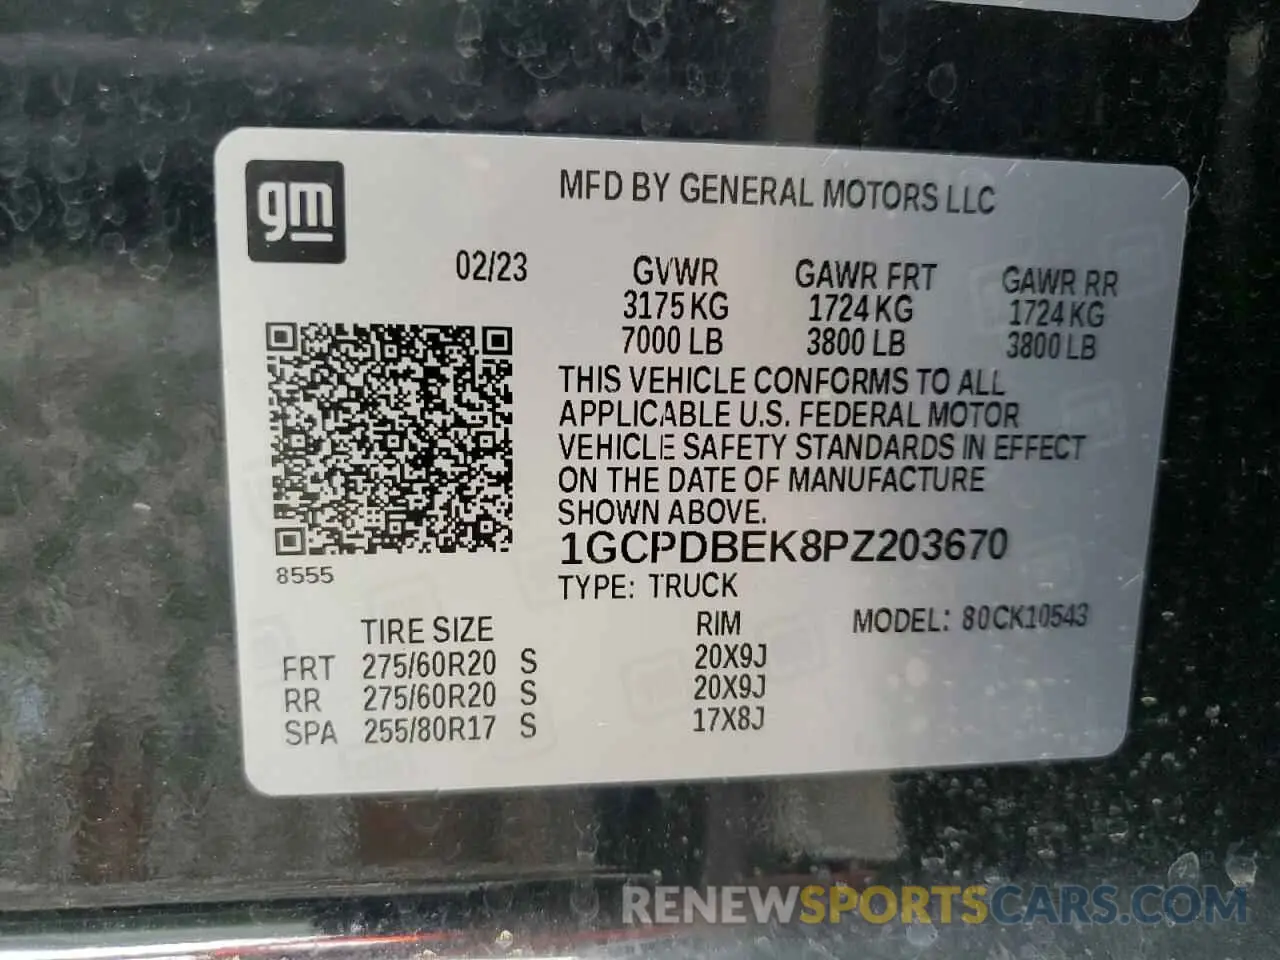 gm
MFD BY GENERAL MOTORS LLC
02/23
GVWR GAWR FRT GAWR RR
3175 KG 1724 KG 1724 KG
7000 LB 3800 LB 3800 LB
THIS VEHICLE CONFORMS TO ALL
APPLICABLE U.S. FEDERAL MOTOR
VEHICLE SAFETY STANDARDS IN EFFECT
ON THE DATE OF MANUFACTURE
SHOWN ABOVE.
1GCPDBEK8PZ203670
8555
TYPE: TRUCK
TIRE SIZE RIM MODEL: 80CK10543
FRT 275/60R20 S 20X9J
RR 275/60R20 S 20X9J
SPA 255/80R17 S 17X8J
RENEWSPORTSCARS.COM